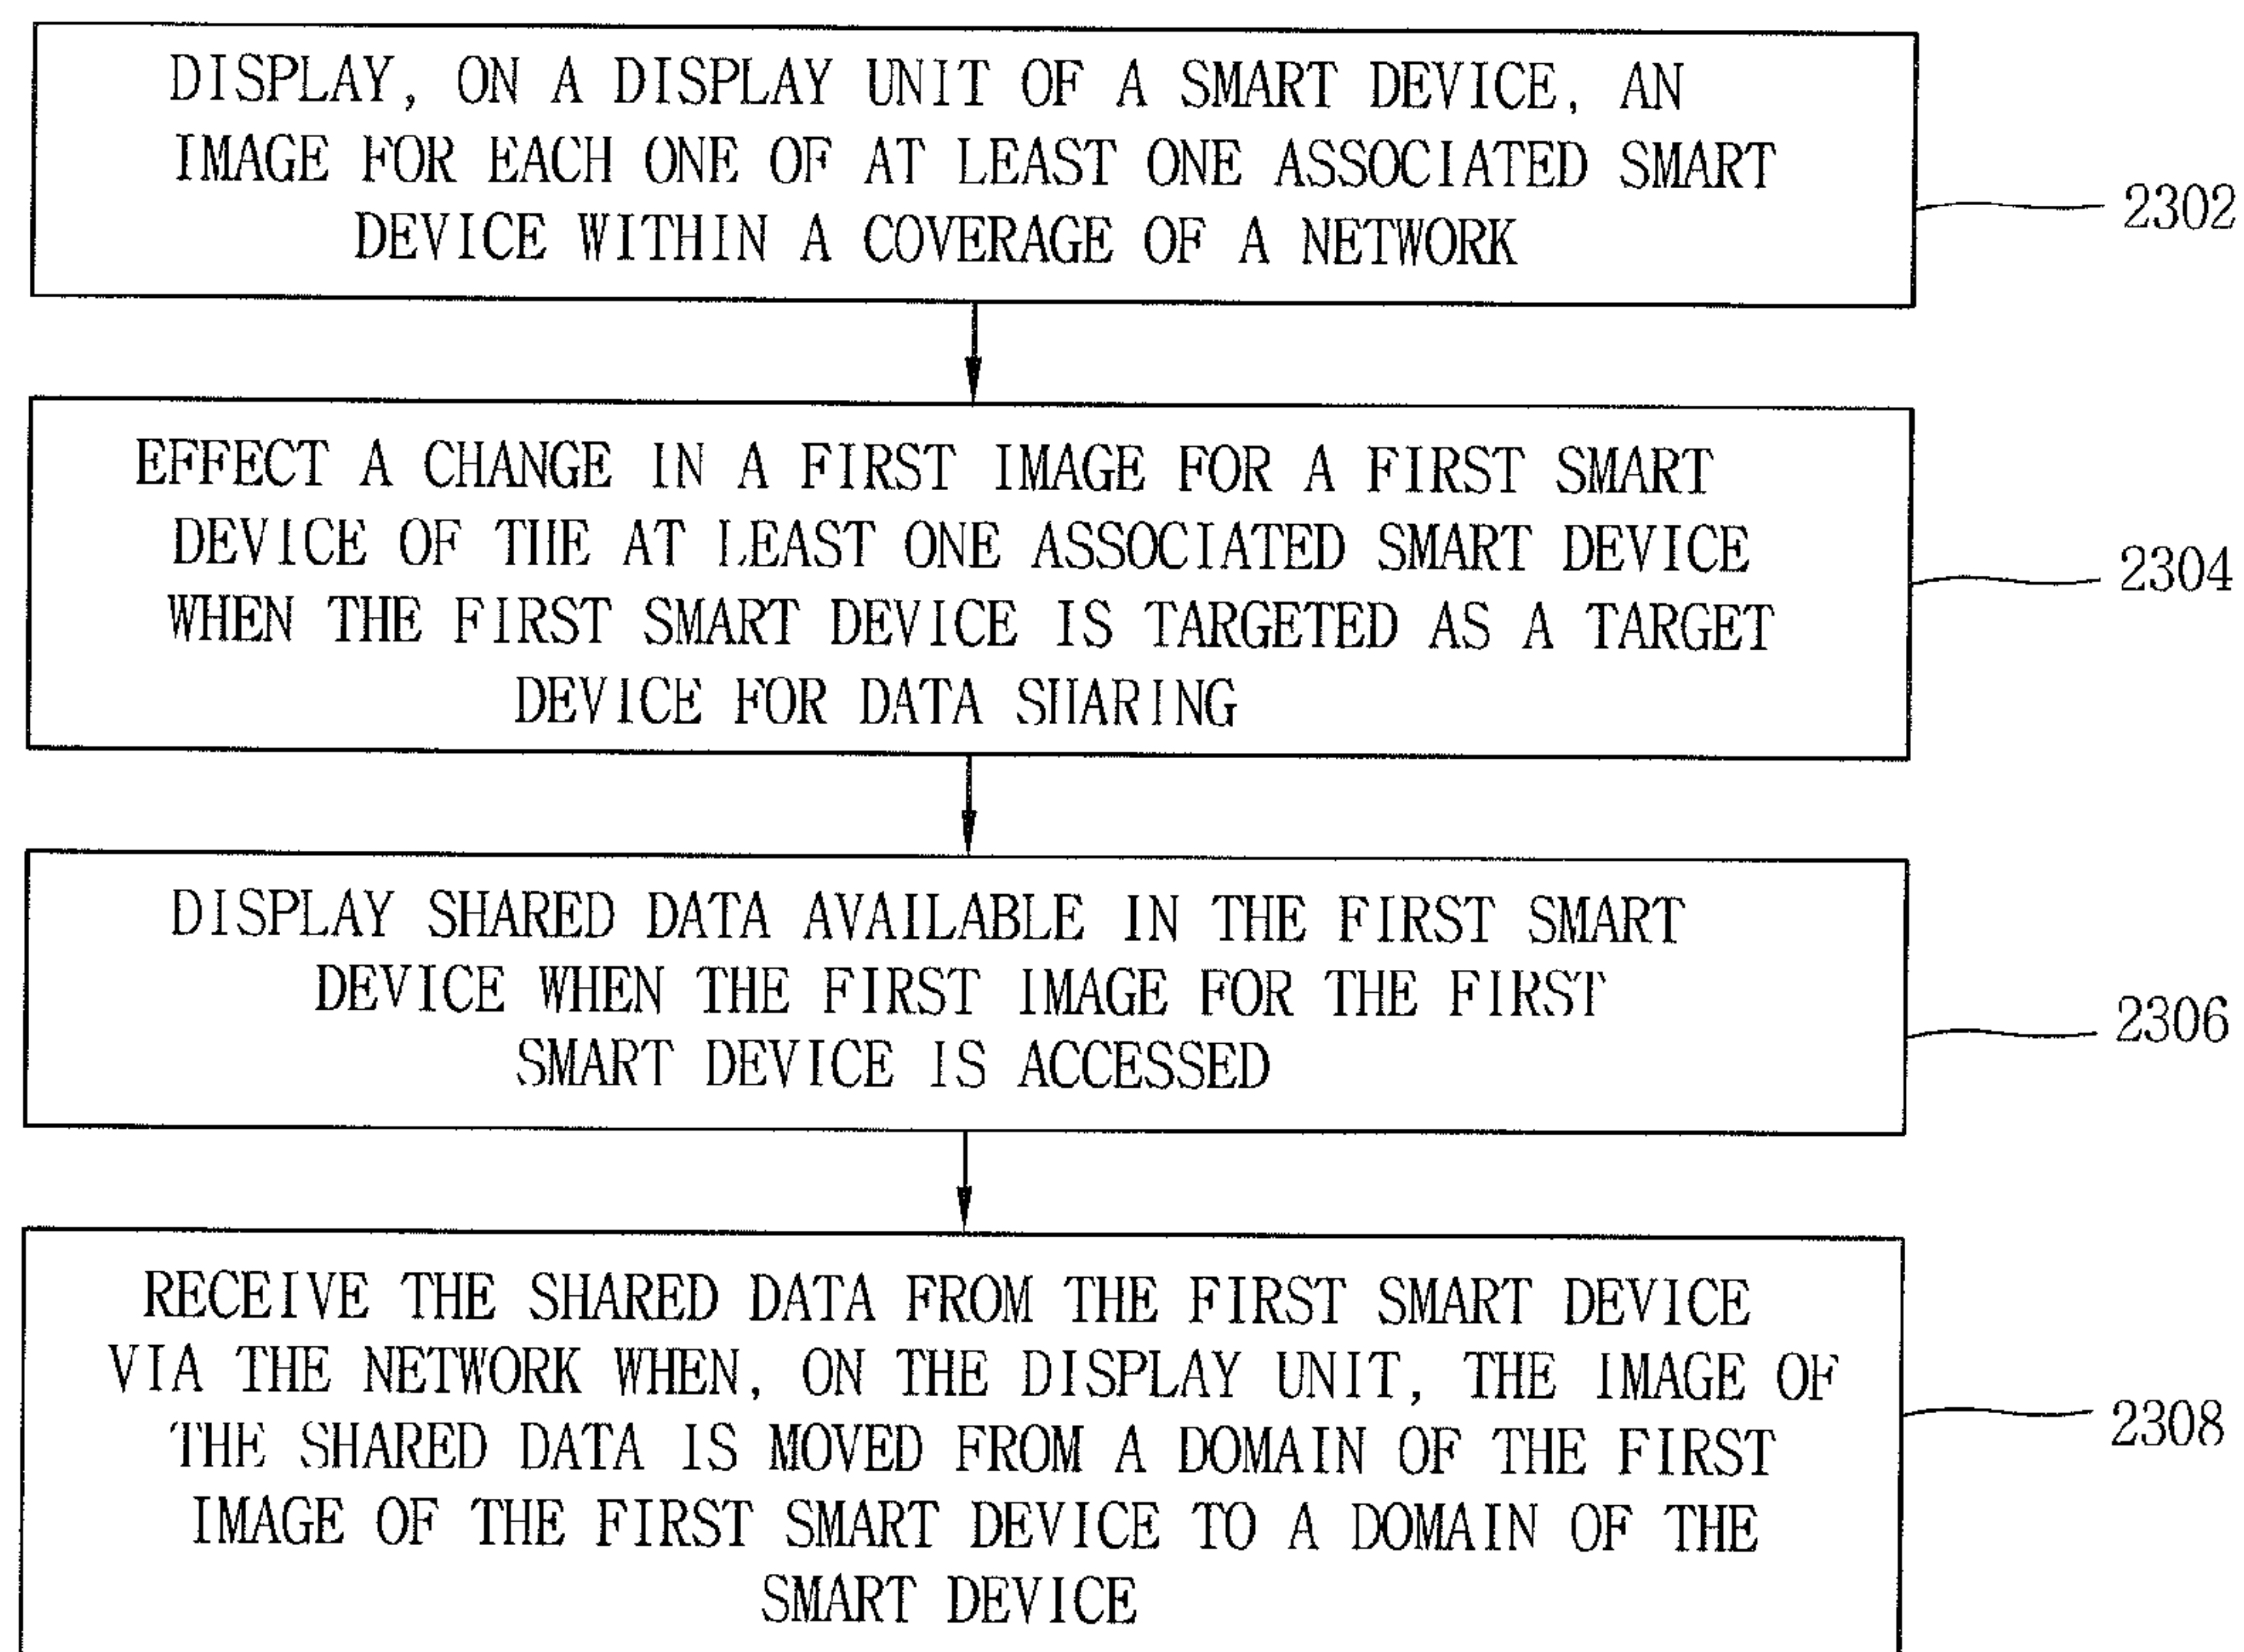 DISPLAY, ON A DISPLAY UNIT OF A SMART DEVICE, AN
IMAGE FOR EACH ONE OF AT LEAST ONE ASSOCIATED SMART
DEVICE WITHIN A COVERAGE OF A NETWORK
2302
EFFECT A CHANGE IN A FIRST IMAGE FOR A FIRST SMART
DEVICE OF THE AT LEAST ONE ASSOCIATED SMART DEVICE
WHEN THE FIRST SMART DEVICE IS TARGETED AS A TARGET
DEVICE FOR DATA SHARING
2304
DISPLAY SHARED DATA AVAILABLE IN THE FIRST SMART
DEVICE WHEN THE FIRST IMAGE FOR THE FIRST
SMART DEVICE IS ACCESSED
2306
RECEIVE THE SHARED DATA FROM THE FIRST SMART DEVICE
VIA THE NETWORK WHEN, ON THE DISPLAY UNIT, THE IMAGE OF
THE SHARED DATA IS MOVED FROM A DOMAIN OF THE FIRST
IMAGE OF THE FIRST SMART DEVICE TO A DOMAIN OF THE
SMART DEVICE
2308